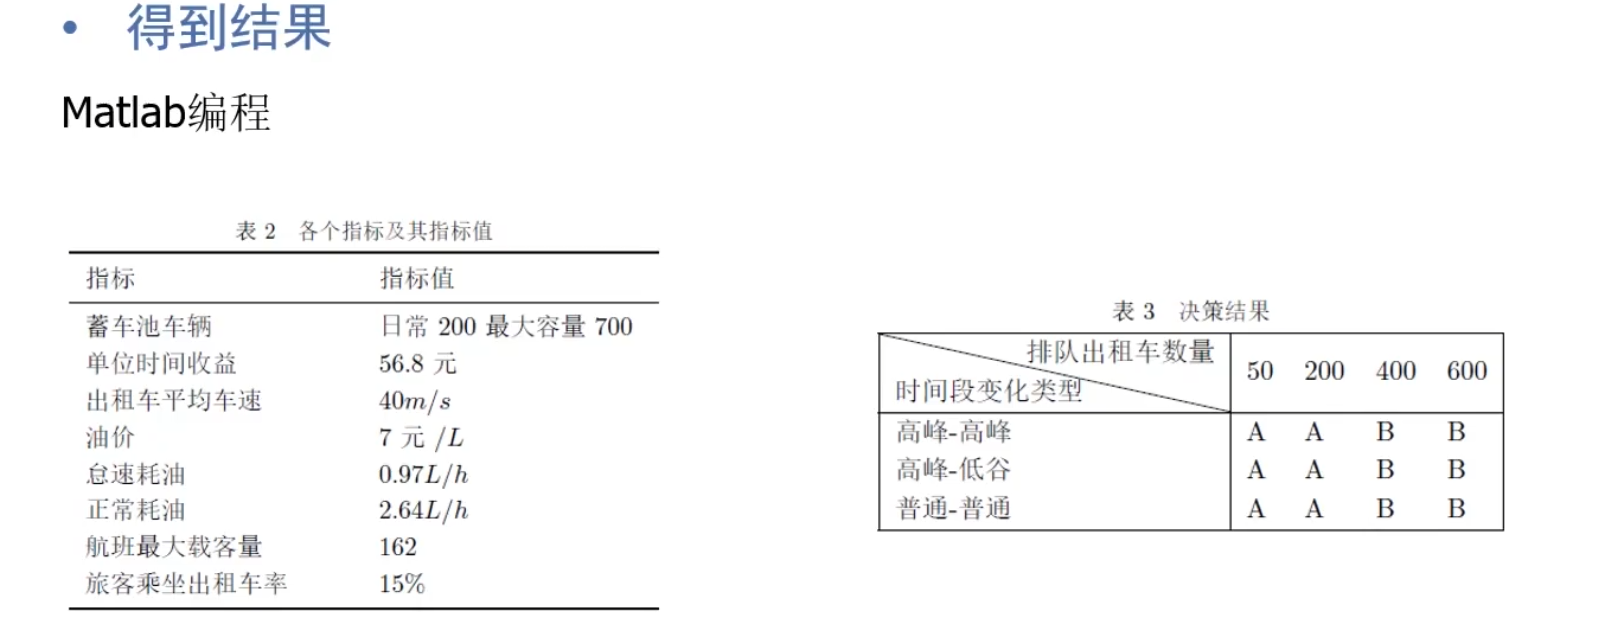 • 得到结果
Matlab编程
表 2 各个指标及其指标值
指标 指标值
蓄车池车辆 日常 200 最大容量 700
单位时间收益 56.8 元
出租车平均车速 40m/s
油价 7 元 /L
怠速耗油 0.97L/h
正常耗油 2.64L/h
航班最大载客量 162
旅客乘坐出租车率 15%
表 3 决策结果
排队出租车数量 50 200 400 600
时间段变化类型
高峰-高峰 A A B B
高峰-低谷 A A B B
普通-普通 A A B B